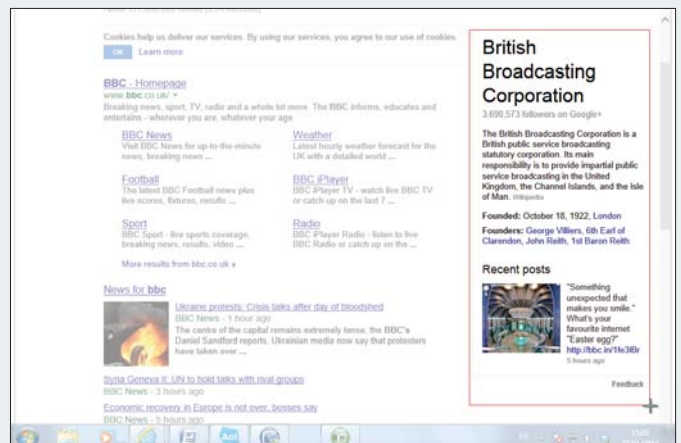 Cookies help us deliver our services. By using our services, you agree to our use of cookies.
OK Learn more
BBC - Homepage
www.bbc.co.uk/
Breaking news, sport, TV, radio and a whole lot more. The BBC informs, educates and
entertains - wherever you are, whatever your age.
BBC News
Visit BBC News for up-to-the-minute
news, breaking news ...
Weather
Latest hourly weather forecast for the
UK with a detailed world ...
Football
The latest BBC Football news plus
live scores, fixtures, results ...
BBC iPlayer
BBC iPlayer TV - watch live BBC TV
or catch up on the last 7 ...
Sport
BBC Sport - live sports coverage,
breaking news, results, video ...
Radio
BBC iPlayer Radio - listen to live
BBC Radio or catch up on the ...
More results from bbc.co.uk »
News for bbc
Ukraine protests: Crisis talks after day of bloodshed
BBC News - 1 hour ago
The centre of the capital remains extremely tense, the BBC's
Daniel Sandford reports. Ukrainian media now say that protesters
have taken over ...
Syria Geneva II: UN to hold talks with rival groups
BBC News - 3 hours ago
Economic recovery in Europe is not over, bosses say
BBC News - 5 hours ago
British
Broadcasting
Corporation
3,690,573 followers on Google+
The British Broadcasting Corporation is a
British public service broadcasting
statutory corporation. Its main
responsibility is to provide impartial public
service broadcasting in the United
Kingdom, the Channel Islands, and the Isle
of Man. Wikipedia
Founded: October 18, 1922, London
Founders: George Villiers, 6th Earl of
Clarendon, John Reith, 1st Baron Reith
Recent posts
"Something
unexpected that
makes you smile."
What's your
favourite internet
"Easter egg?"
http://bbc.in/1fe3lBr
5 hours ago
Feedback
Aot